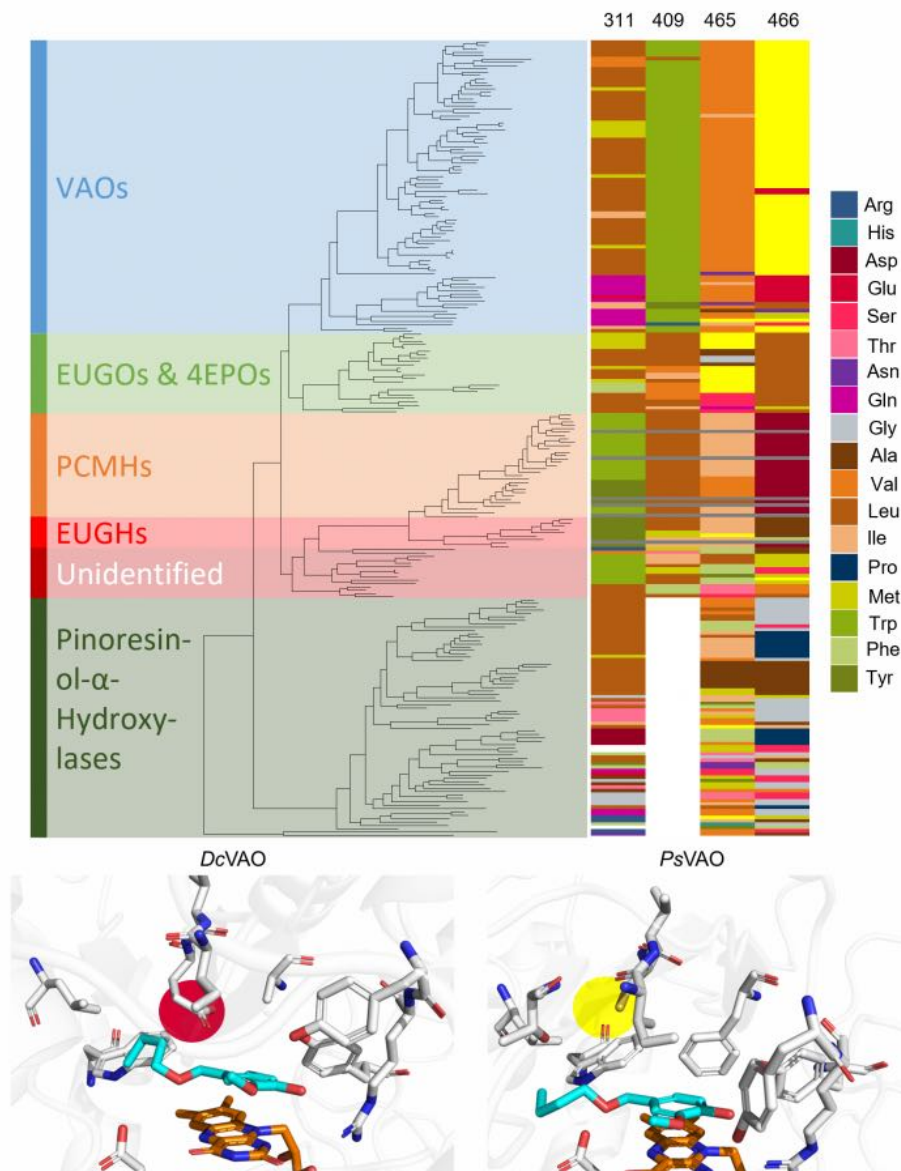 311 409 465 466
VAOs
EUGOs & 4EPOs
PCMHs
EUGHs
Unidentified
Pinoresin-
ol-α-
Hydroxy-
lases
Arg
His
Asp
Glu
Ser
Thr
Asn
Gln
Gly
Ala
Val
Leu
Ile
Pro
Met
Trp
Phe
Tyr
DcVAO PsVAO